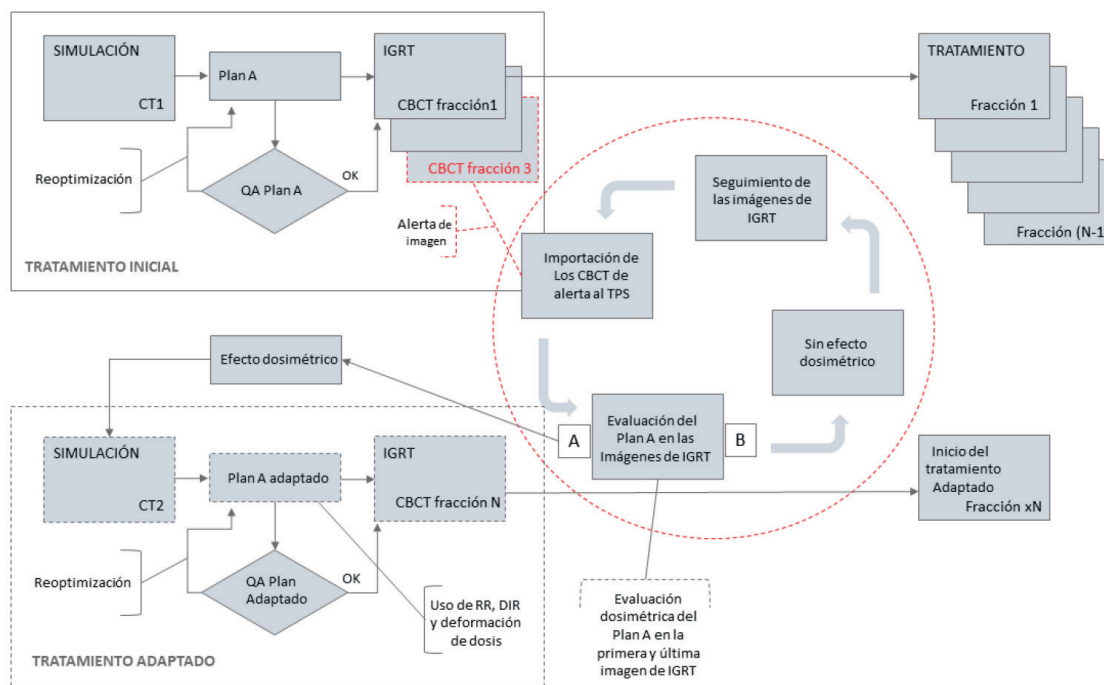 SIMULACIÓN
CT1
Plan A
IGRT
CBCT fracción1
CBCT fracción 3
TRATAMIENTO
Fracción 1
Fracción (N-1
Reoptimización
QA Plan A
OK
Alerta de
imagen
TRATAMIENTO INICIAL
Seguimiento de
las imágenes de
IGRT
Importación de
Los CBCT de
alerta al TPS
Sin efecto
dosimétrico
Efecto dosimétrico
A
Evaluación del
Plan A en las
Imágenes de IGRT
B
SIMULACIÓN
CT2
Plan A adaptado
IGRT
CBCT fracción N
Inicio del
tratamiento
Adaptado
Fracción xN
Reoptimización
QA Plan
Adaptado
OK
Uso de RR, DIR
y deformación
de dosis
Evaluación
dosimétrica del
Plan A en la
primera y última
imagen de IGRT
TRATAMIENTO ADAPTADO